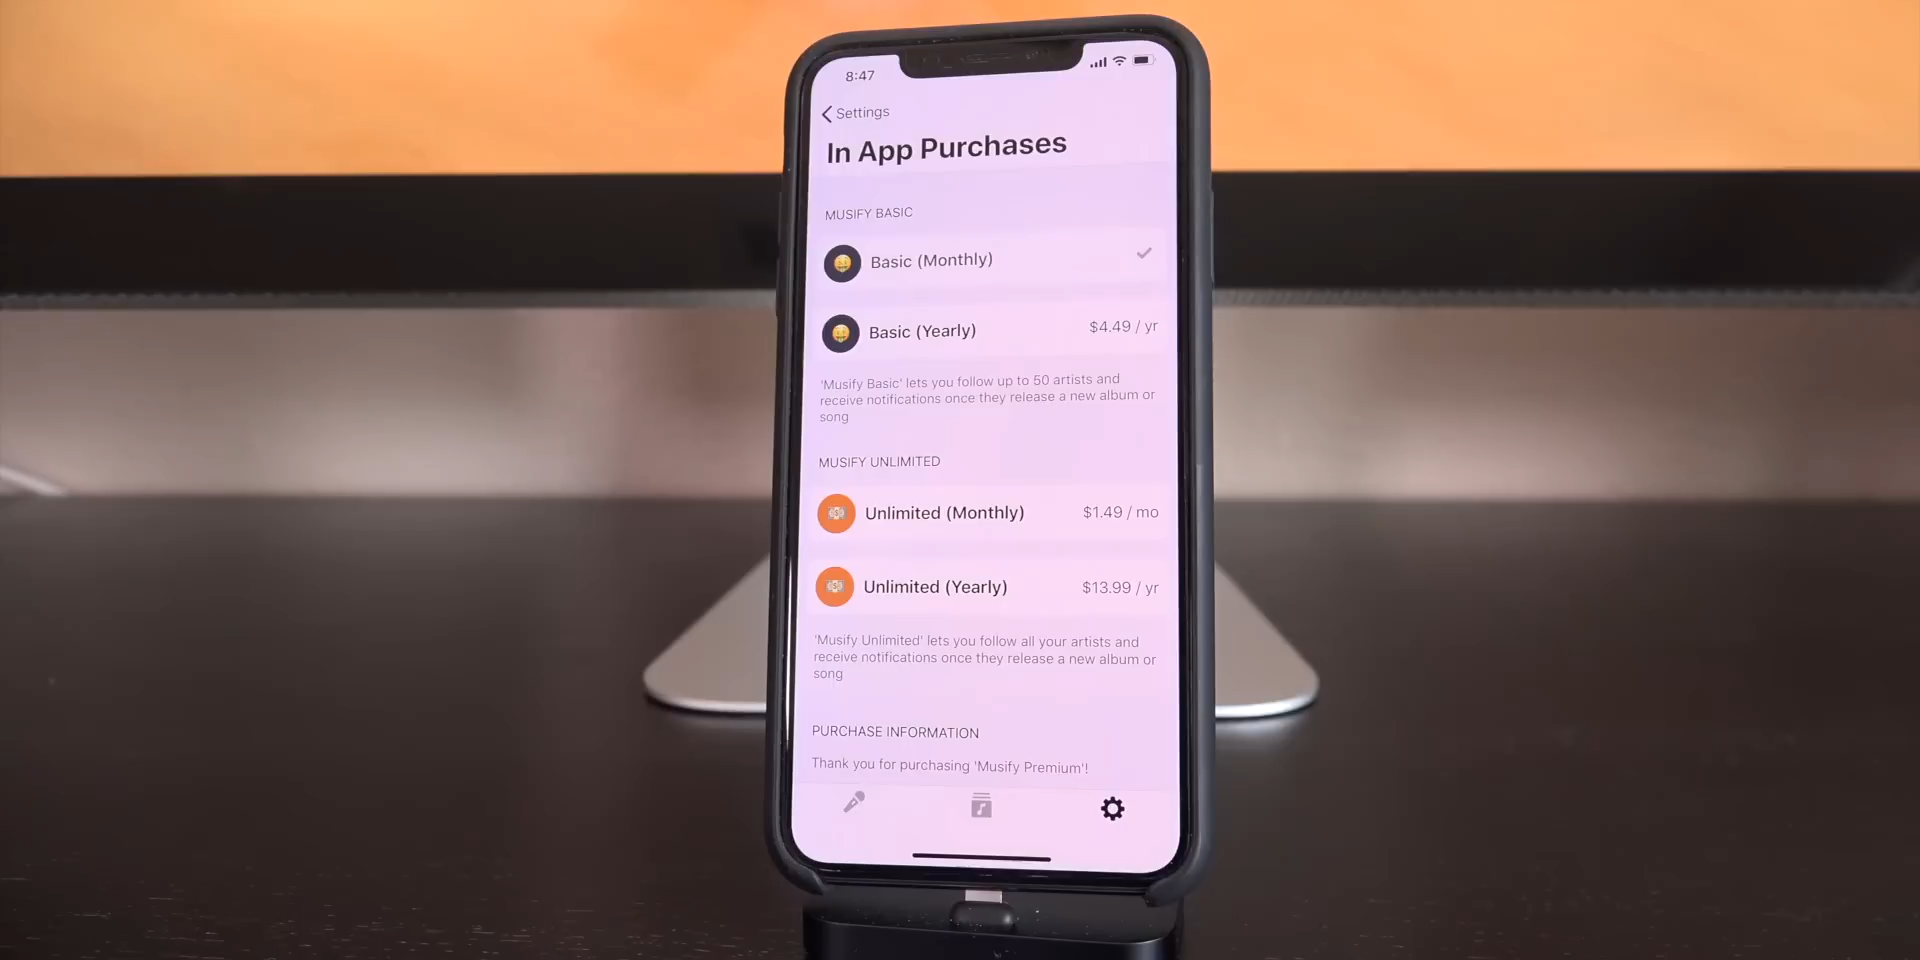 8:47
Settings
In App Purchases
MUSIFY BASIC
Basic (Monthly)
Basic (Yearly) $4.49 / yr
'Musify Basic' lets you follow up to 50 artists and
receive notifications once they release a new album or
song
MUSIFY UNLIMITED
Unlimited (Monthly) $1.49 / mo
Unlimited (Yearly) $13.99 / yr
'Musify Unlimited' lets you follow all your artists and
receive notifications once they release a new album or
song
PURCHASE INFORMATION
Thank you for purchasing 'Musify Premium'!